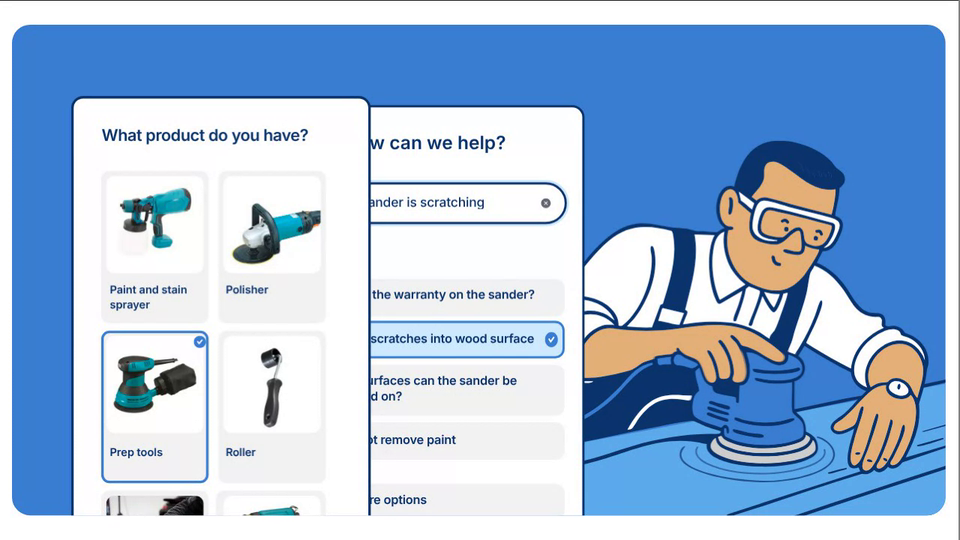 What product do you have?
Paint and stain
sprayer
Polisher
Prep tools
Roller
w can we help?
ander is scratching
the warranty on the sander?
scratches into wood surface
urfaces can the sander be
d on?
ot remove paint
re options